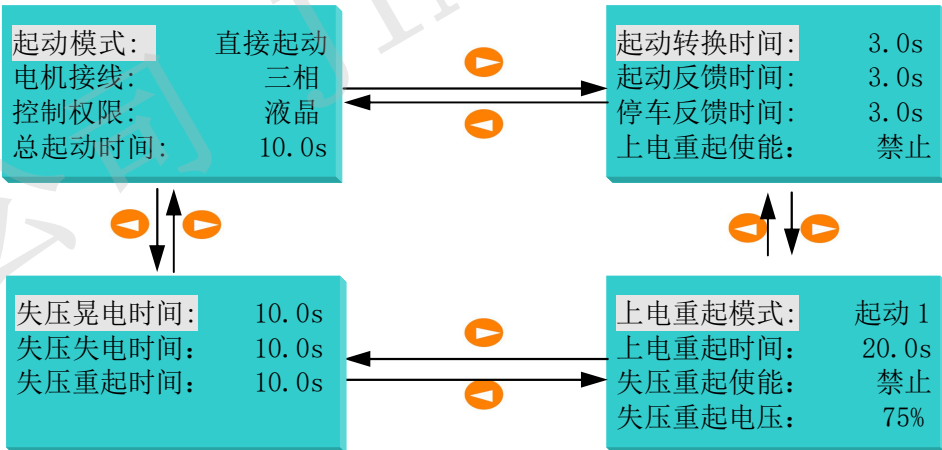 起动模式: 直接起动
电机接线: 三相
控制权限: 液晶
总起动时间: 10.0s
起动转换时间: 3.0s
起动反馈时间: 3.0s
停车反馈时间: 3.0s
上电重起使能: 禁止
失压晃电时间: 10.0s
失压失电时间: 10.0s
失压重起时间: 10.0s
上电重起模式: 起动1
上电重起时间: 20.0s
失压重起使能: 禁止
失压重起电压: 75%
公司